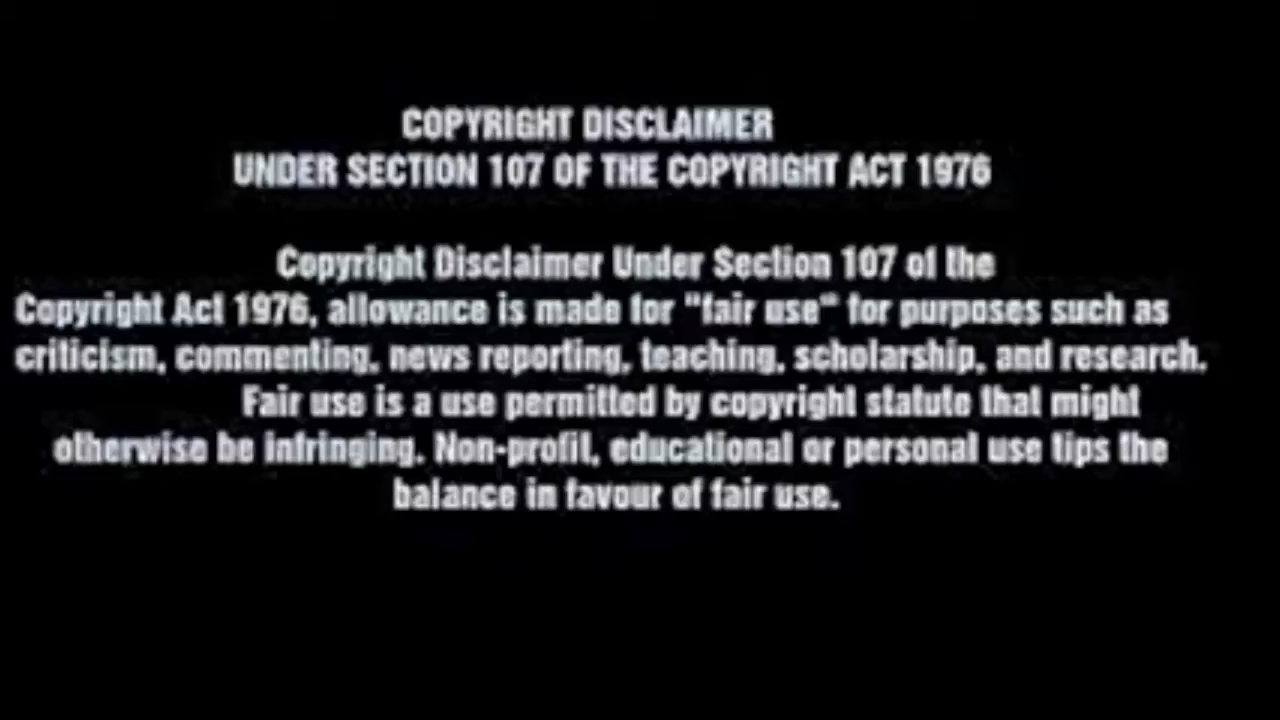 COPYRIGHT DISCLAIMER
UNDER SECTION 107 OF THE COPYRIGHT ACT 1976
Copyright Disclaimer Under Section 107 of the
Copyright Act 1976, allowance is made for "fair use" for purposes such as
criticism, commenting, news reporting, teaching, scholarship, and research.
Fair use is a use permitted by copyright statute that might
otherwise be infringing. Non-profit, educational or personal use tips the
balance in favour of fair use.